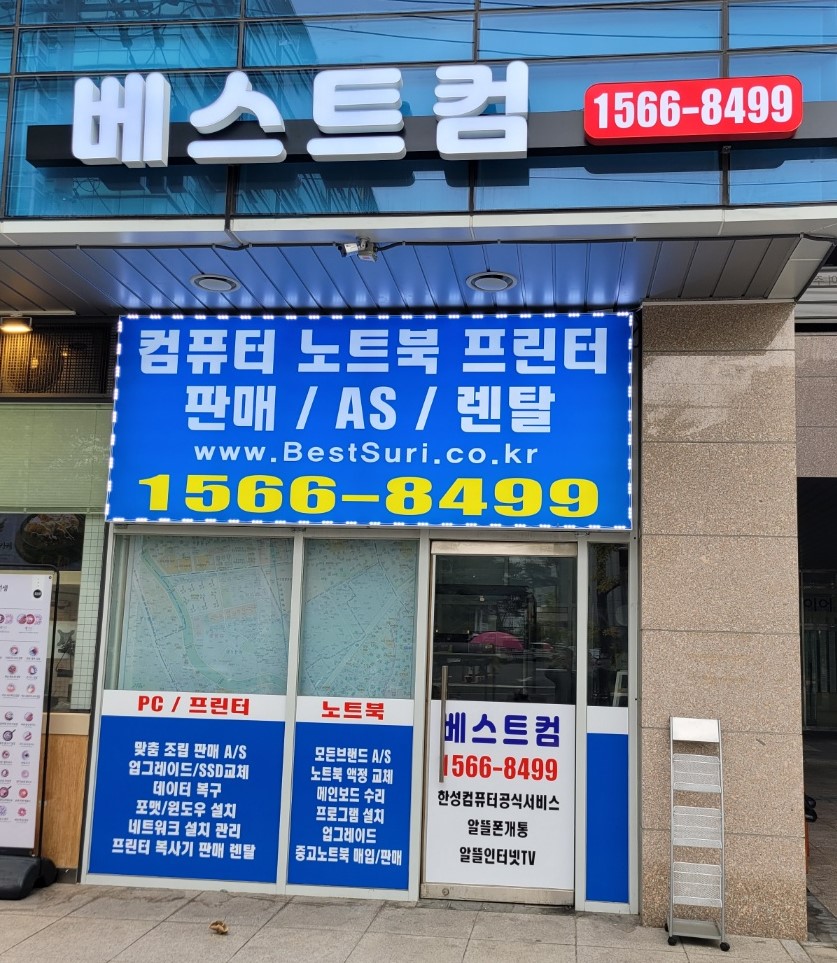 베스트컴
1566-8499
컴퓨터 노트북 프린터
판매 / AS / 렌탈
www.BestSuri.co.kr
1566-8499
PC / 프린터
맞춤 조립 판매 A/S
업그레이드/SSD교체
데이터 복구
포맷/윈도우 설치
네트워크 설치 관리
프린터 복사기 판매 렌탈
노트북
모든브랜드 A/S
노트북 액정 교체
메인보드 수리
프로그램 설치
업그레이드
중고노트북 매입/판매
베스트컴
1566-8499
한성컴퓨터공식서비스
알뜰폰개통
알뜰인터넷TV